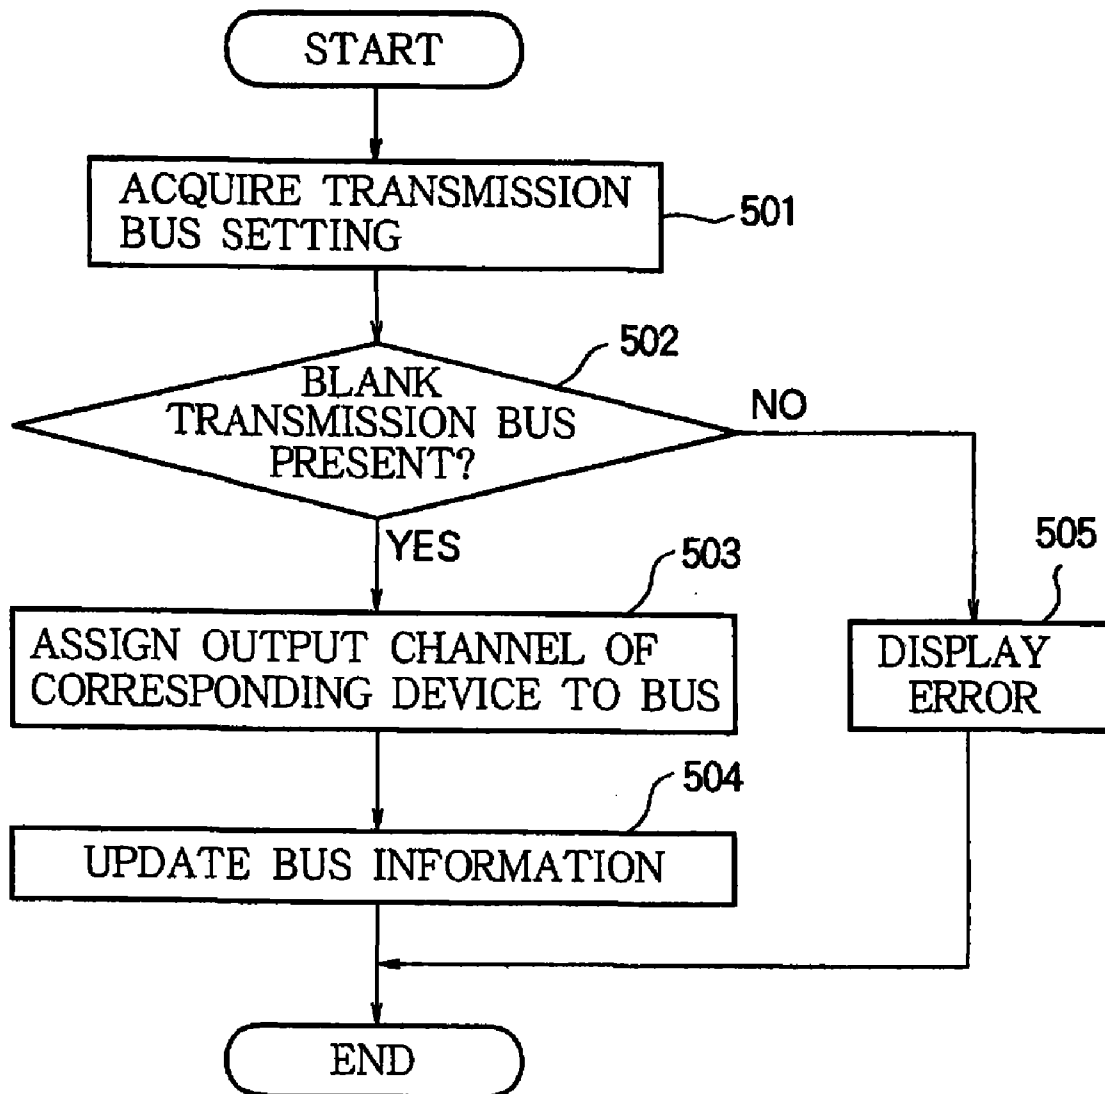 START
ACQUIRE TRANSMISSION
BUS SETTING
501
502
BLANK
TRANSMISSION BUS
PRESENT?
NO
YES
503
505
ASSIGN OUTPUT CHANNEL OF
CORRESPONDING DEVICE TO BUS
DISPLAY
ERROR
504
UPDATE BUS INFORMATION
END